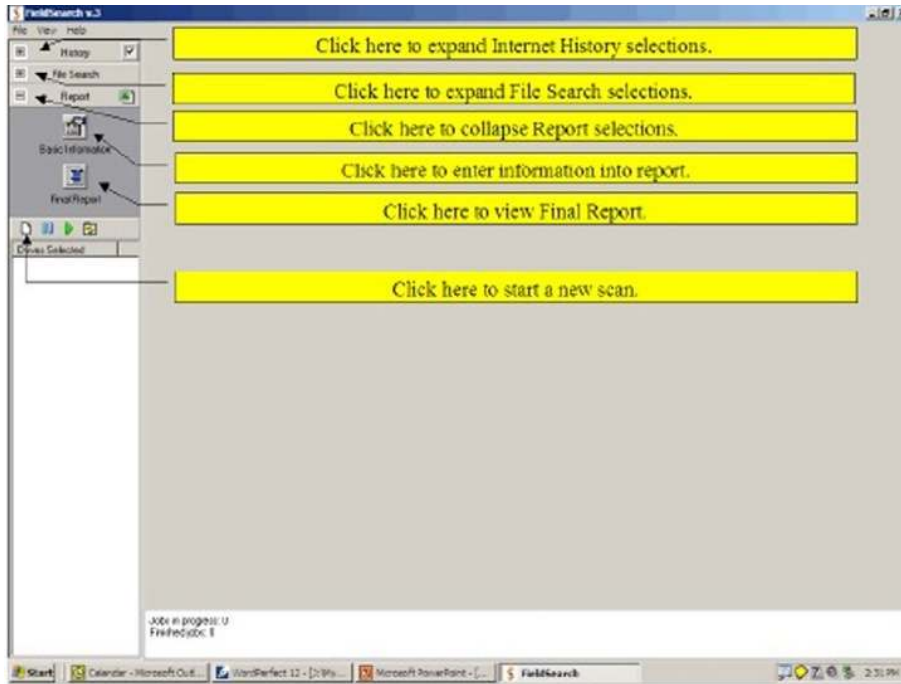 FieldSearch v.3
File View Help
History
Click here to expand Internet History selections.
File Search
Click here to expand File Search selections.
Report
Click here to collapse Report selections.
Basic Information
Click here to enter information into report.
Final Report
Click here to view Final Report.
Drives Selected
Click here to start a new scan.
Jobs in progress: 0
Finished jobs:
Start
Calendar - Microsoft Out...
WordPerfect 12 -
Microsoft PowerPoint - [...
FieldSearch
2:31 PM